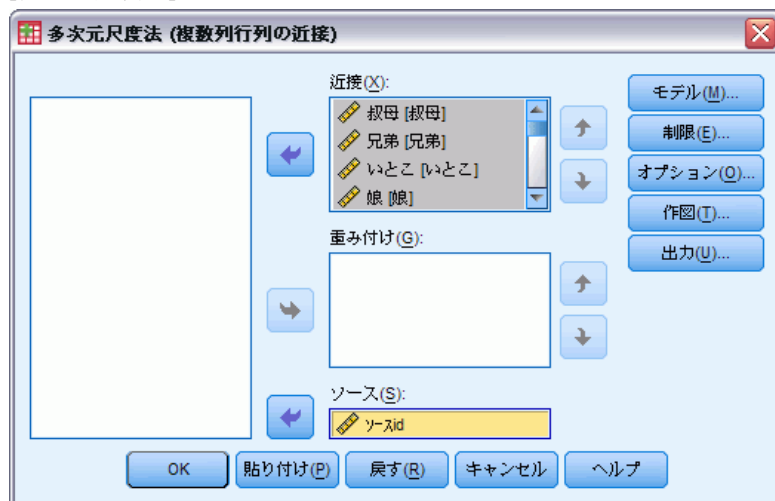 多次元尺度法 (複数列行列の近接)
近接(X):
叔母 [叔母]
兄弟 [兄弟]
いとこ [いとこ]
娘 [娘]
重み付け(G):
ソース(S):
ソースid
モデル(M)...
制限(E)...
オプション(O)...
作図(T)...
出力(U)...
OK
貼り付け(P)
戻す(R)
キャンセル
ヘルプ